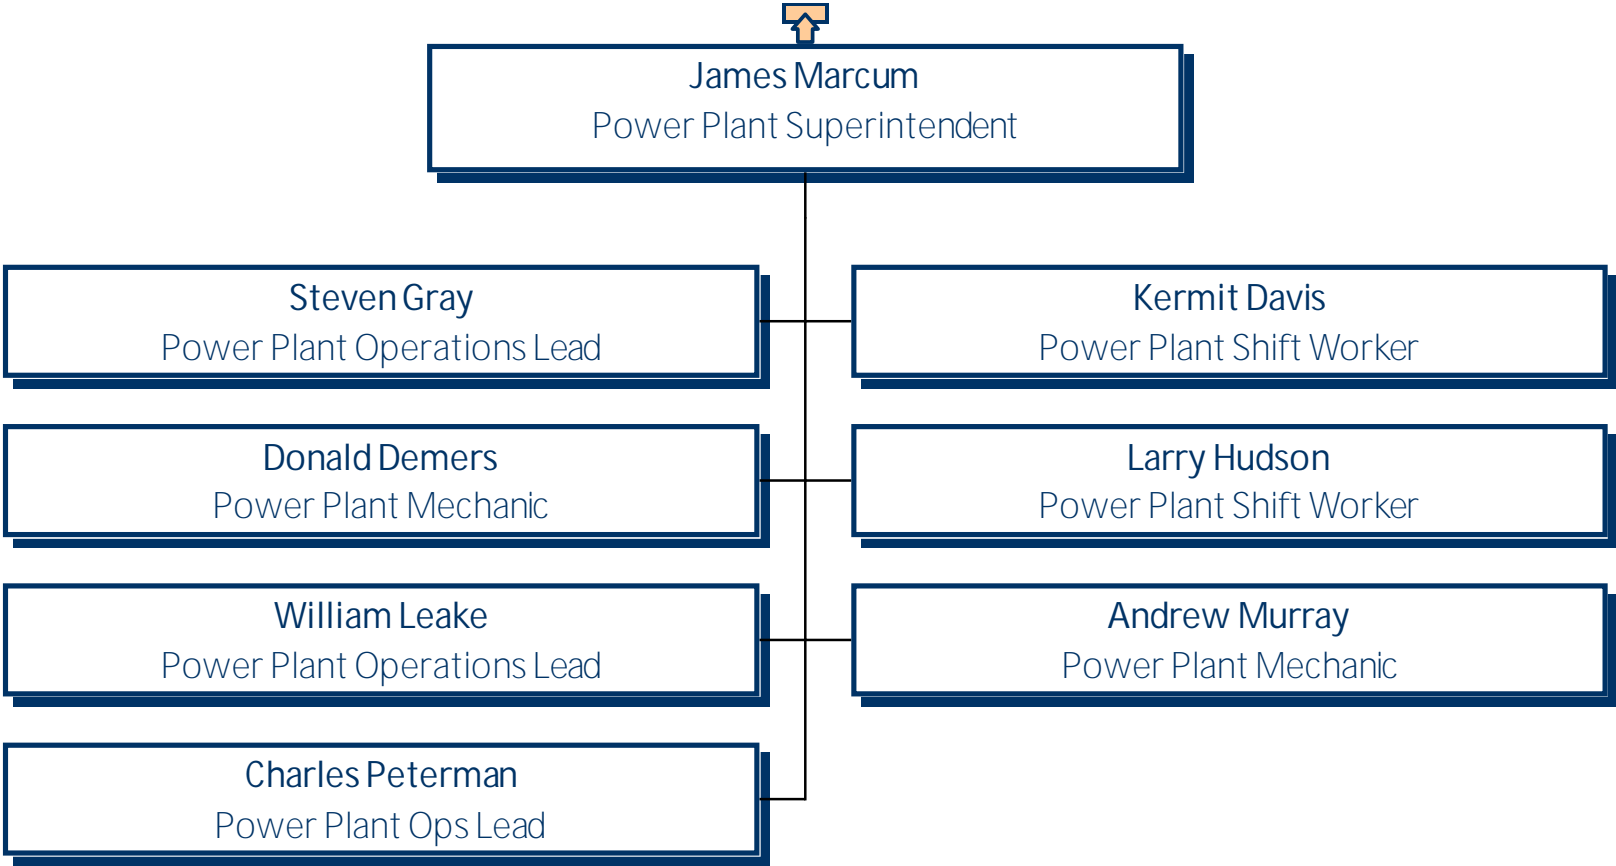 James Marcum
Power Plant Superintendent
Steven Gray
Power Plant Operations Lead
Kermit Davis
Power Plant Shift Worker
Donald Demers
Power Plant Mechanic
Larry Hudson
Power Plant Shift Worker
William Leake
Power Plant Operations Lead
Andrew Murray
Power Plant Mechanic
Charles Peterman
Power Plant Ops Lead